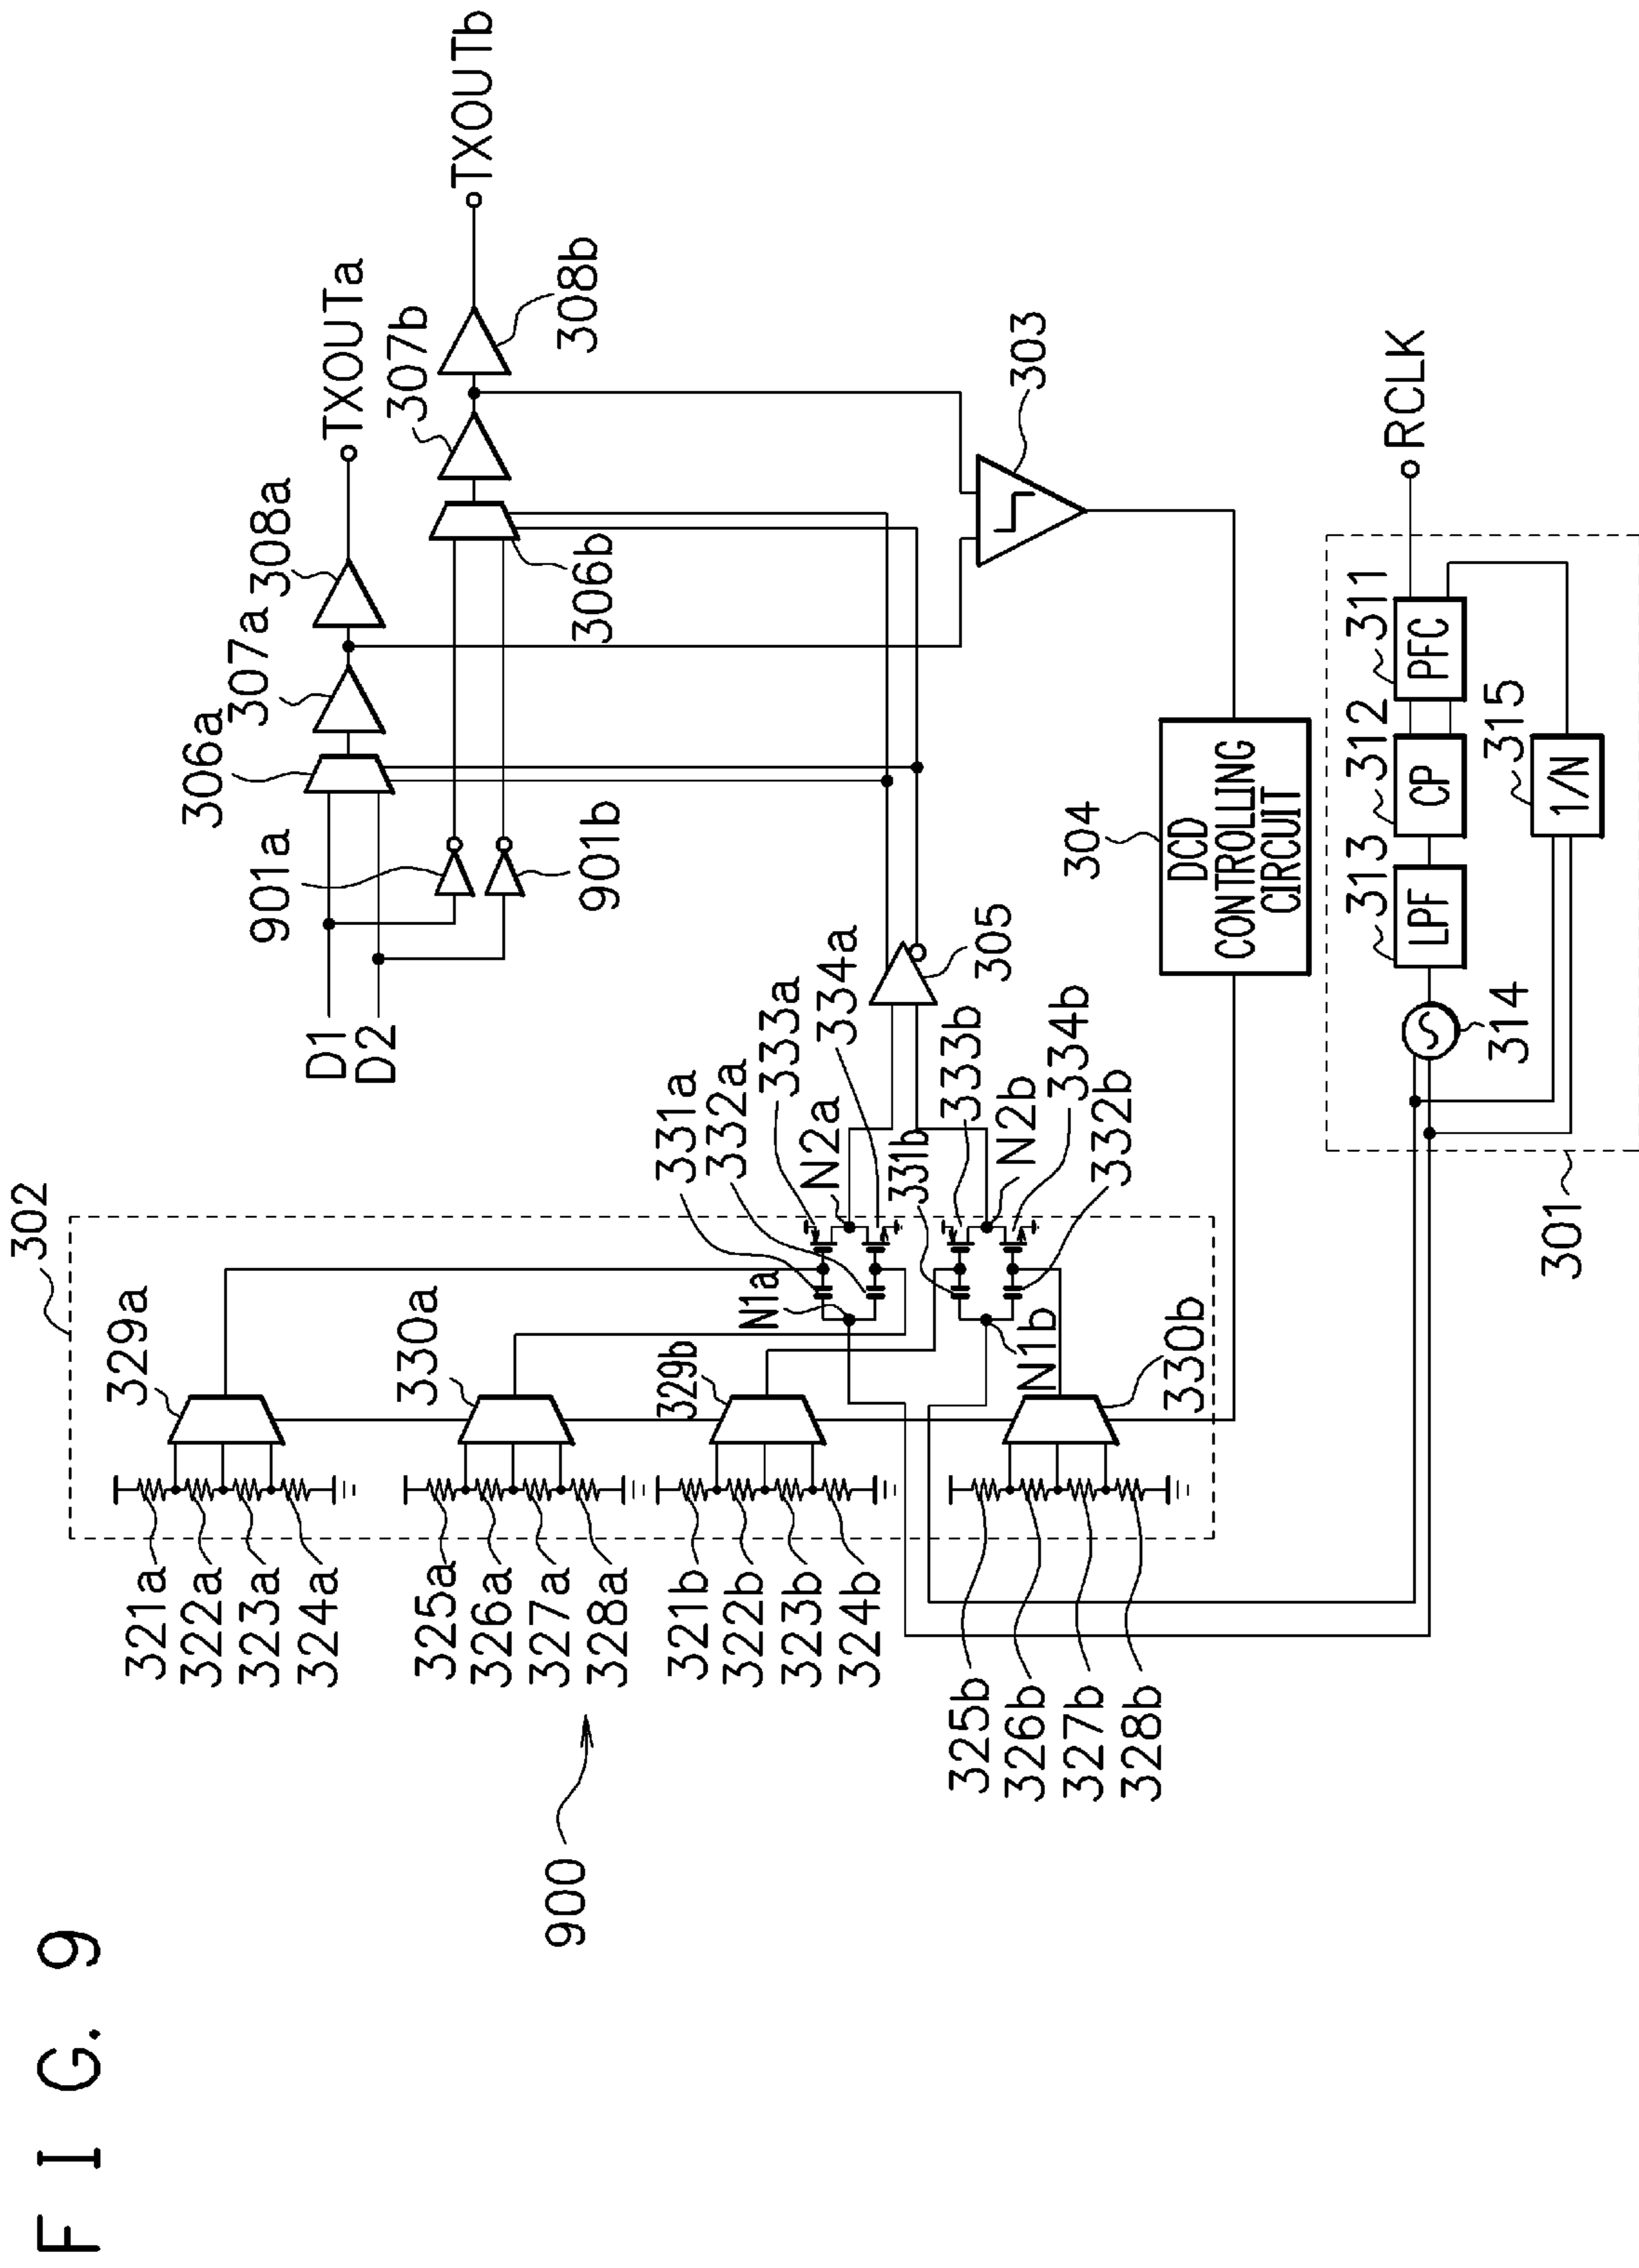 FIG. 9
900
302
321a
322a
323a
324a
325a
326a
327a
328a
321b
322b
323b
324b
325b
326b
327b
328b
329a
330a
329b
330b
331a
332a
333a
334a
N1a
N2a
331b
333b
N2b
334b
332b
N1b
D1
D2
901a
901b
305
306a
307a
308a
TXOUTa
306b
307b
308b
TXOUTb
303
304
DCD
CONTROLLING
CIRCUIT
301
314
313
LPF
312
CP
311
PFC
315
1/N
RCLK